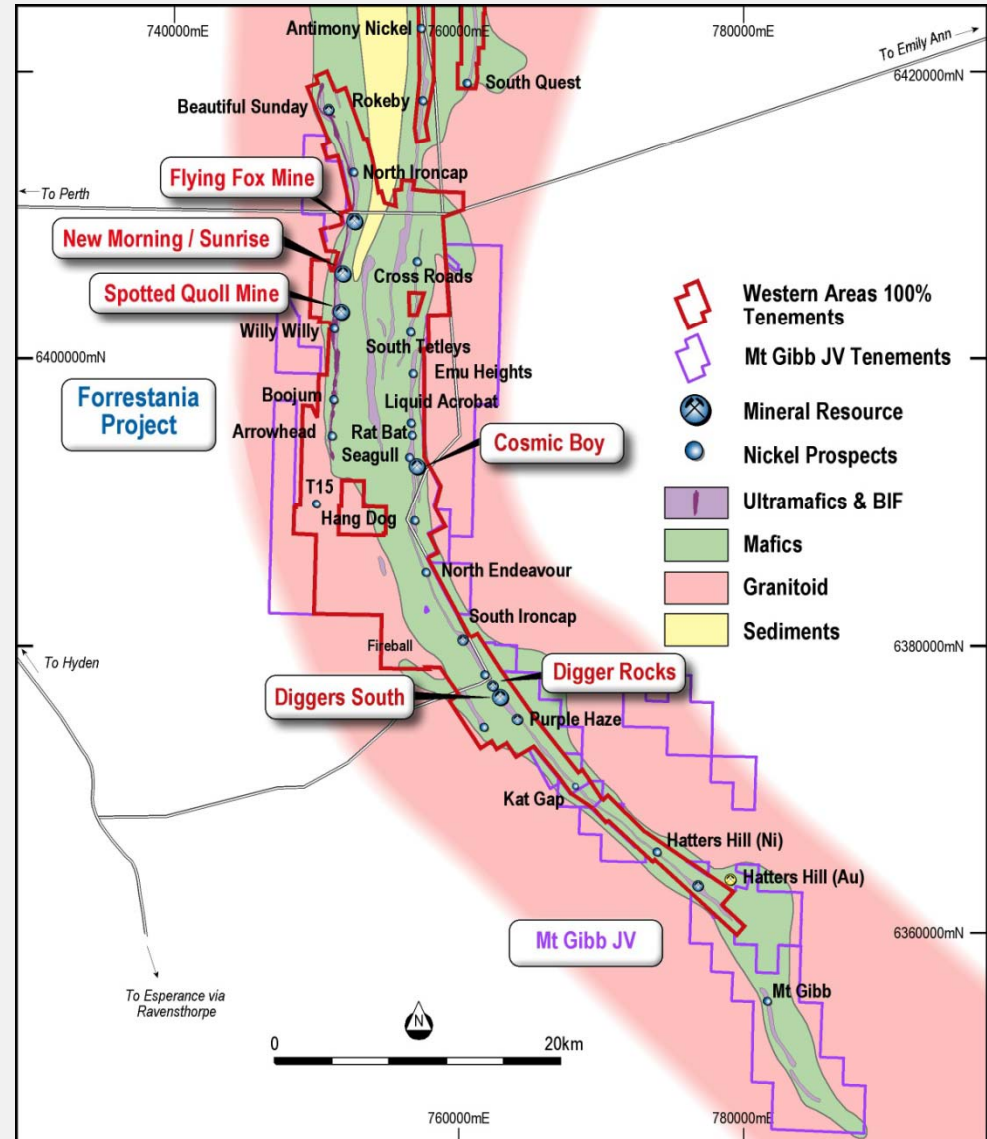 740000mE
760000mE
780000mE
Antimony Nickel
To Emily Ann
6420000mN
South Quest
Beautiful Sunday
Rokeby
North Ironcap
Flying Fox Mine
To Perth
New Morning / Sunrise
Cross Roads
Spotted Quoll Mine
Willy Willy
South Tetleys
6400000mN
Emu Heights
Forrestania
Project
Boojum
Liquid Acrobat
Arrowhead
Rat Bat
Seagull
Cosmic Boy
T15
Hang Dog
North Endeavour
South Ironcap
Fireball
6380000mN
To Hyden
Digger Rocks
Diggers South
Purple Haze
Kat Gap
Hatters Hill (Ni)
Hatters Hill (Au)
Mt Gibb JV
6360000mN
Mt Gibb
To Esperance via
Ravensthorpe
N
0
20km
760000mE
780000mE
Western Areas 100%
Tenements
Mt Gibb JV Tenements
Mineral Resource
Nickel Prospects
Ultramafics & BIF
Mafics
Granitoid
Sediments